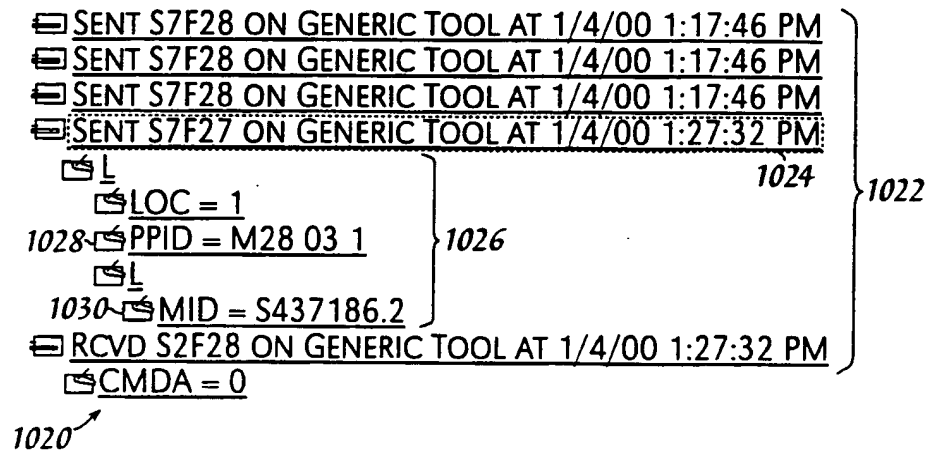 SENT S7F28 ON GENERIC TOOL AT 1/4/00 1:17:46 PM
SENT S7F28 ON GENERIC TOOL AT 1/4/00 1:17:46 PM
SENT S7F28 ON GENERIC TOOL AT 1/4/00 1:17:46 PM
SENT S7F27 ON GENERIC TOOL AT 1/4/00 1:27:32 PM
1024
L
LOC = 1
1022
1028 PPID = M28 03 1
1026
L
1030 MID = S437186.2
RCVD S2F28 ON GENERIC TOOL AT 1/4/00 1:27:32 PM
CMDA = 0
1020